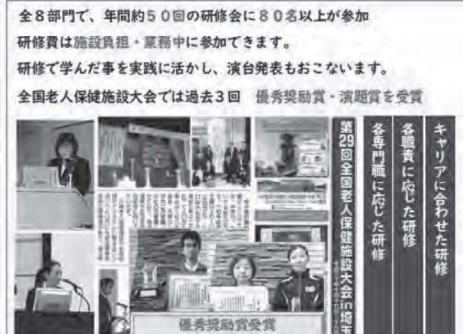 全8部門で、年間約50回の研修会に80名以上が参加
研修費は施設負担・業務中に参加できます。
研修で学んだ事を実践に活かし、演台発表もおこないます。
全国老人保健施設大会では過去3回　優秀奨励賞・演題賞を受賞
キャリアに合わせた研修
各職責に応じた研修
各専門職に応じた研修
第29回全国老人保健施設大会in埼玉
優秀奨励賞受賞